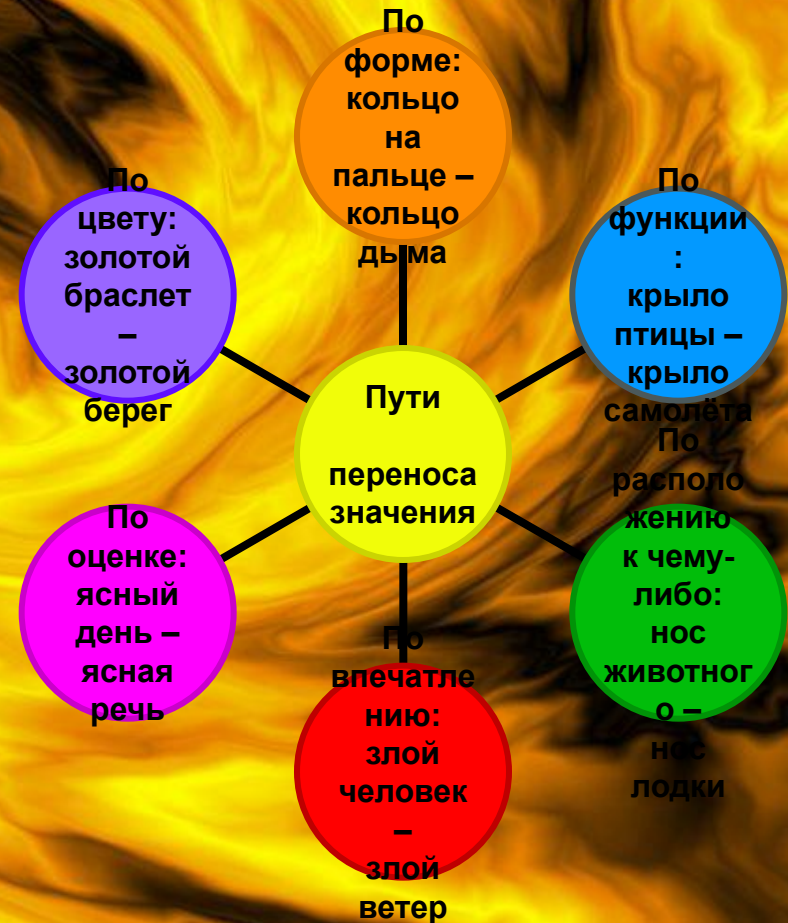 По
форме:
кольцо
на
пальце –
кольцо
дыма
По
цвету:
золотой
браслет
–
золотой
берег
По
функции
:
крыло
птицы –
крыло
самолёта
Пути
переноса
значения
По
оценке:
ясный
день –
ясная
речь
По
располо
жению
к чему-
либо:
нос
животног
о –
нос
лодки
По
впечатле
нию:
злой
человек
–
злой
ветер